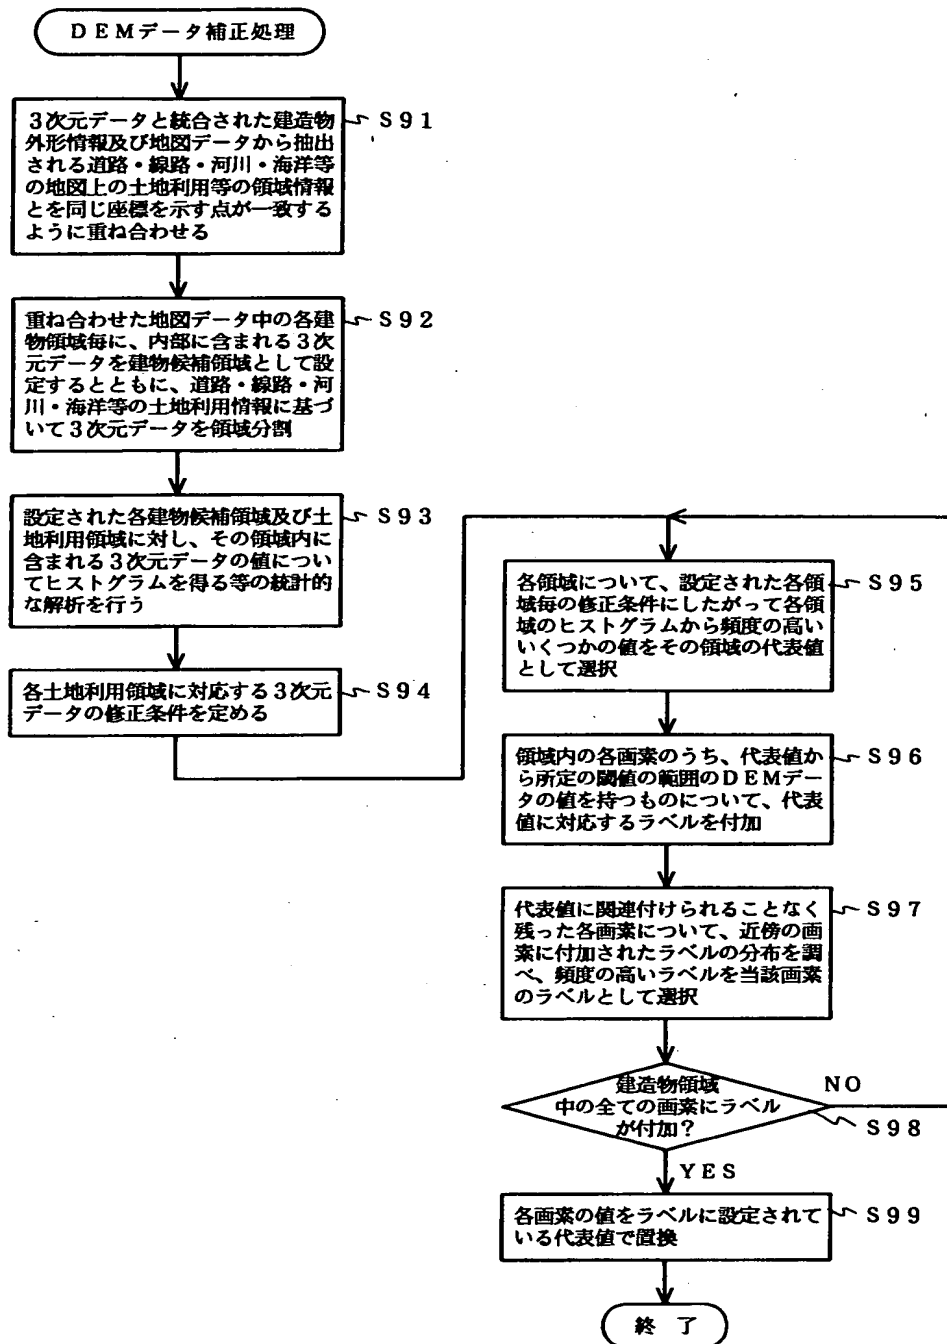 DEMデータ補正処理
3次元データと統合された建造物
外形情報及び地図データから抽出
される道路・線路・河川・海洋等
の地図上の土地利用等の領域情報
とを同じ座標を示す点が一致する
ように重ね合わせる
S91
重ね合わせた地図データ中の各建
物領域毎に、内部に含まれる3次
元データを建物候補領域として設
定するとともに、道路・線路・河
川・海洋等の土地利用情報に基づ
いて3次元データを領域分割
S92
設定された各建物候補領域及び土
地利用領域に対し、その領域内に
含まれる3次元データの値につい
てヒストグラムを得る等の統計的
な解析を行う
S93
各土地利用領域に対応する3次元
データの修正条件を定める
S94
各領域について、設定された各領
域毎の修正条件にしたがって各領
域のヒストグラムから頻度の高い
いくつかの値をその領域の代表値
として選択
S95
領域内の各画素のうち、代表値か
ら所定の閾値の範囲のDEMデー
タの値を持つものについて、代表
値に対応するラベルを付加
S96
代表値に関連付けられることなく
残った各画素について、近傍の画
素に付加されたラベルの分布を調
べ、頻度の高いラベルを当該画素
のラベルとして選択
S97
建造物領域
中の全ての画素にラベル
が付加?
NO
S98
YES
各画素の値をラベルに設定されて
いる代表値で置換
S99
終了